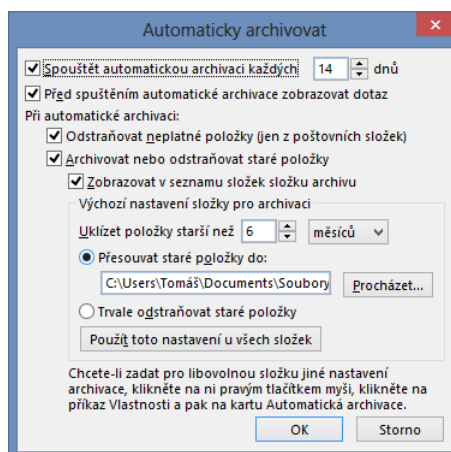 Automaticky archivovat
Spouštět automatickou archivaci každých 14 dnů
Před spuštěním automatické archivace zobrazovat dotaz
Při automatické archivaci:
Odstraňovat neplatné položky (jen z poštovních složek)
Archivovat nebo odstraňovat staré položky
Zobrazovat v seznamu složek složku archivu
Výchozí nastavení složky pro archivaci
Uklízet položky starší než 6 měsíců
Přesouvat staré položky do:
C:\Users\Tomáš\Documents\Soubory Procházet...
Trvale odstraňovat staré položky
Použít toto nastavení u všech složek
Chcete-li zadat pro libovolnou složku jiné nastavení
archivace, klikněte na ni pravým tlačítkem myši, klikněte na
příkaz Vlastnosti a pak na kartu Automatická archivace.
OK Storno